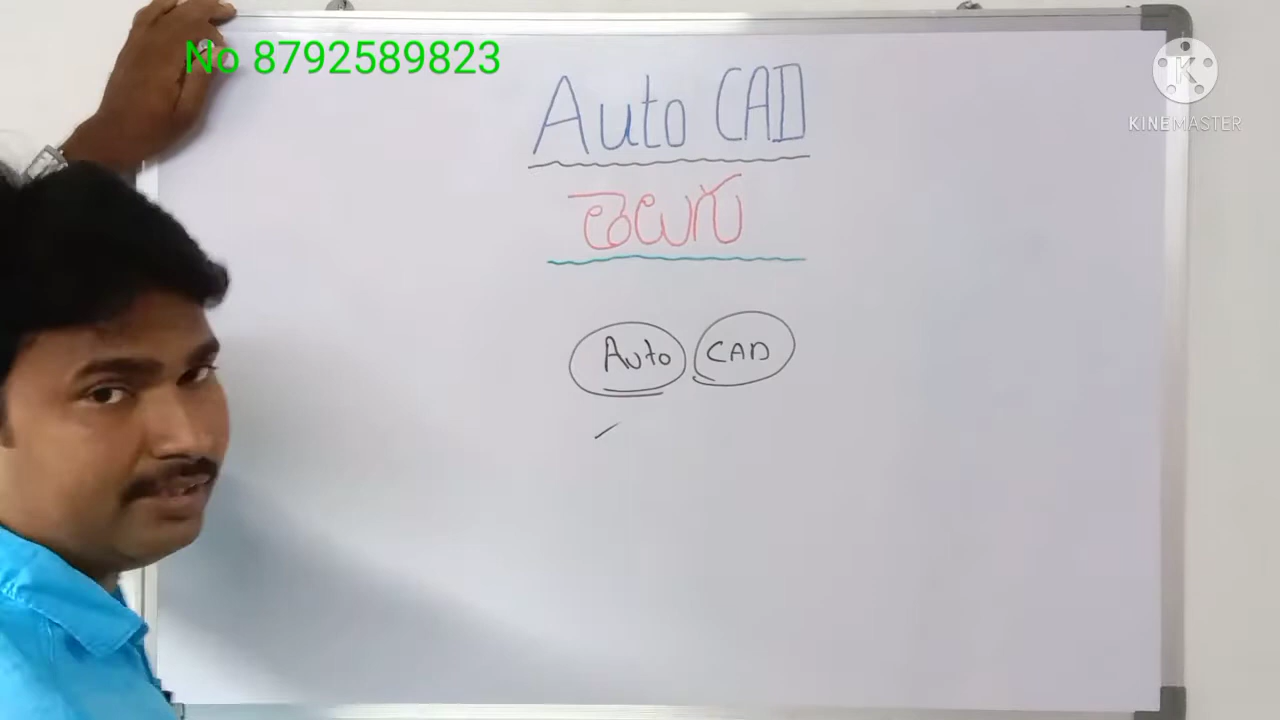 No 8792589823
Auto CAD
తెలుగు
Auto CAD
K
KINEMASTER